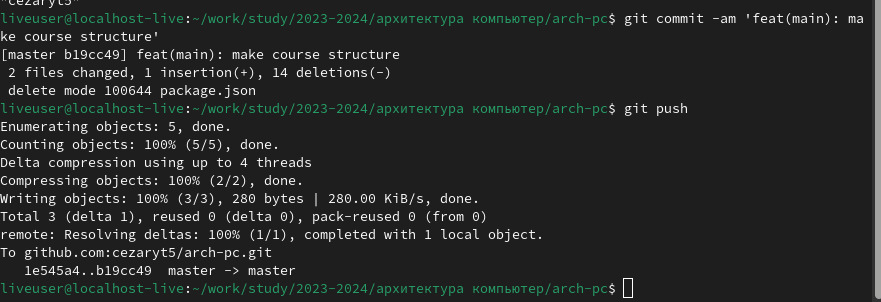 "cezaryt5"
liveuser@localhost-live:~/work/study/2023-2024/архитектура компьютер/arch-pc$ git commit -am 'feat(main): ma
ke course structure'
[master b19cc49] feat(main): make course structure
 2 files changed, 1 insertion(+), 14 deletions(-)
 delete mode 100644 package.json
liveuser@localhost-live:~/work/study/2023-2024/архитектура компьютер/arch-pc$ git push
Enumerating objects: 5, done.
Counting objects: 100% (5/5), done.
Delta compression using up to 4 threads
Compressing objects: 100% (2/2), done.
Writing objects: 100% (3/3), 280 bytes | 280.00 KiB/s, done.
Total 3 (delta 1), reused 0 (delta 0), pack-reused 0 (from 0)
remote: Resolving deltas: 100% (1/1), completed with 1 local object.
To github.com:cezaryt5/arch-pc.git
   1e545a4..b19cc49  master -> master
liveuser@localhost-live:~/work/study/2023-2024/архитектура компьютер/arch-pc$